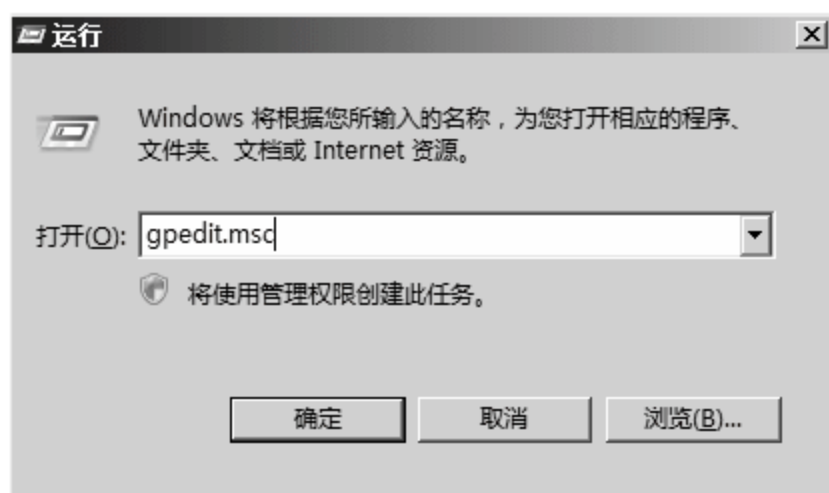 运行
Windows 将根据您所输入的名称，为您打开相应的程序、
文件夹、文档或 Internet 资源。
打开(O): gpedit.msc
将使用管理权限创建此任务。
确定 取消 浏览(B)...